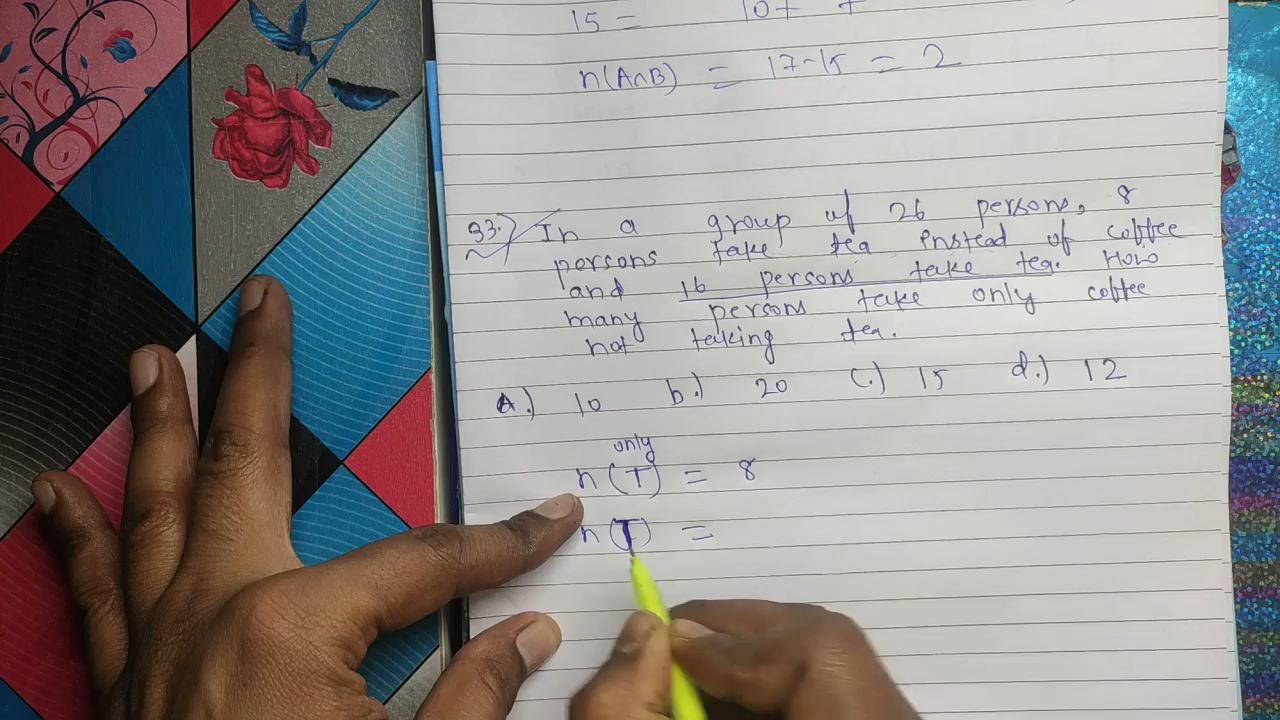 15 = 10+
n(A∩B) = 17-15 = 2
33.) In a group of 26 persons, 8
persons take tea instead of coffee
and 16 persons take tea. How
many persons take only coffee
not taking tea.
a.) 10 b.) 20 c.) 15 d.) 12
only
n(T) = 8
n(T) =